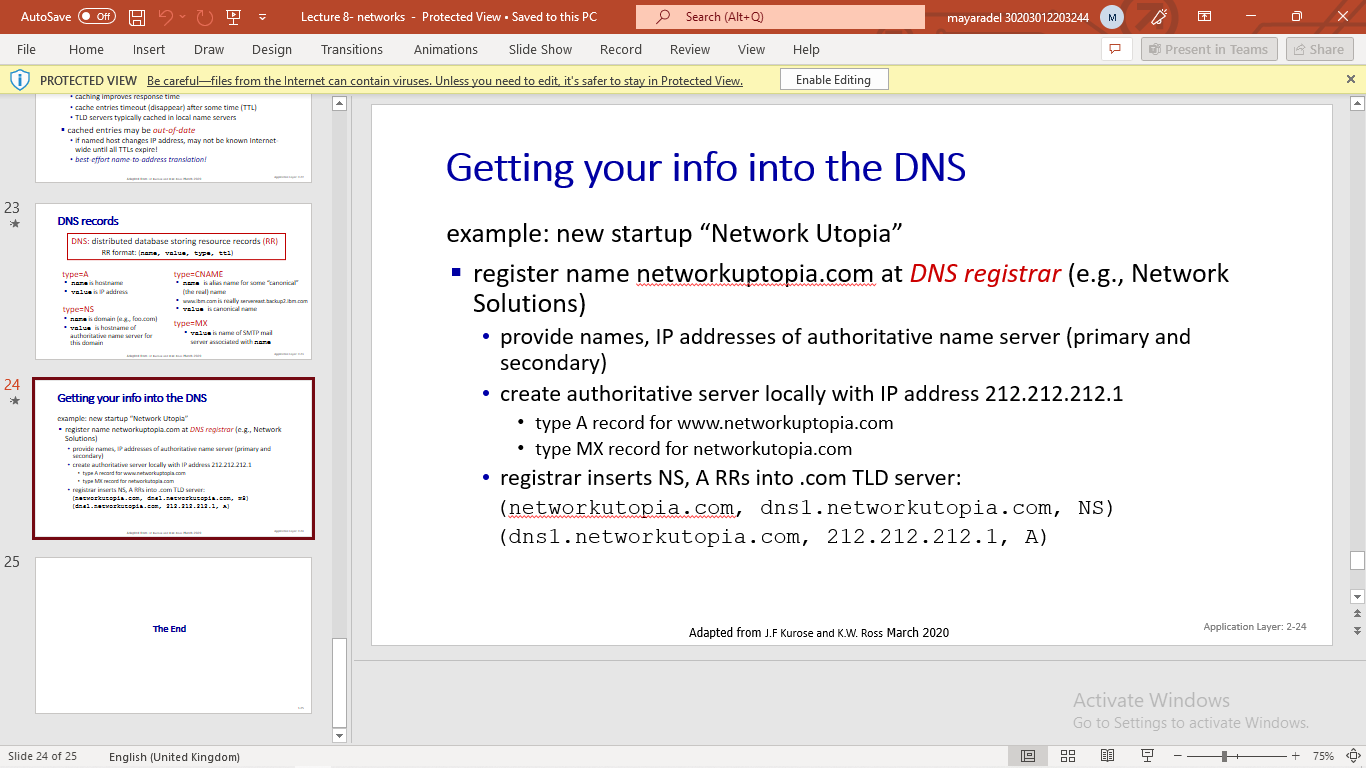 AutoSave Off Lecture 8- networks - Protected View • Saved to this PC Search (Alt+Q) mayaradel 30203012203244 M
File Home Insert Draw Design Transitions Animations Slide Show Record Review View Help Present in Teams Share
PROTECTED VIEW Be careful—files from the Internet can contain viruses. Unless you need to edit, it's safer to stay in Protected View. Enable Editing
▪ caching improves response time
• cache entries timeout (disappear) after some time (TTL)
• TLD servers typically cached in local name servers
▪ cached entries may be out-of-date
• if named host changes IP address, may not be known Internet-
wide until all TTLs expire!
• best-effort name-to-address translation!
23
DNS records
DNS: distributed database storing resource records (RR)
RR format: (name, value, type, ttl)
type=A
▪ name is hostname
▪ value is IP address
type=NS
▪ name is domain (e.g., foo.com)
▪ value is hostname of
authoritative name server for
this domain
type=CNAME
▪ name is alias name for some "canonical"
(the real) name
▪ www.ibm.com is really servereast.backup2.ibm.com
▪ value is canonical name
type=MX
▪ value is name of SMTP mail
server associated with name
24
Getting your info into the DNS
example: new startup "Network Utopia"
▪ register name networkuptopia.com at DNS registrar (e.g., Network
Solutions)
• provide names, IP addresses of authoritative name server (primary and
secondary)
• create authoritative server locally with IP address 212.212.212.1
• type A record for www.networkuptopia.com
• type MX record for networkutopia.com
• registrar inserts NS, A RRs into .com TLD server:
(networkutopia.com, dns1.networkutopia.com, NS)
(dns1.networkutopia.com, 212.212.212.1, A)
25
The End
Getting your info into the DNS
example: new startup “Network Utopia”
▪ register name networkuptopia.com at DNS registrar (e.g., Network
Solutions)
• provide names, IP addresses of authoritative name server (primary and
secondary)
• create authoritative server locally with IP address 212.212.212.1
• type A record for www.networkuptopia.com
• type MX record for networkutopia.com
• registrar inserts NS, A RRs into .com TLD server:
(networkutopia.com, dns1.networkutopia.com, NS)
(dns1.networkutopia.com, 212.212.212.1, A)
Adapted from J.F Kurose and K.W. Ross March 2020
Application Layer: 2-24
Activate Windows
Go to Settings to activate Windows.
Slide 24 of 25 English (United Kingdom) 75%